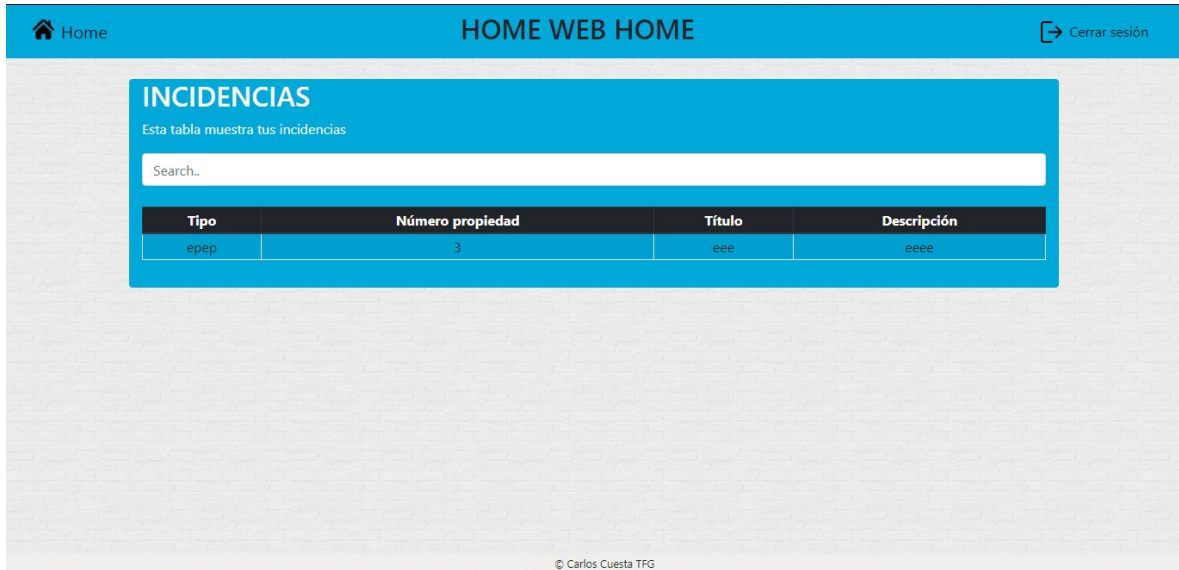 Home HOME WEB HOME Cerrar sesión
INCIDENCIAS
Esta tabla muestra tus incidencias
Search..
Tipo Número propiedad Título Descripción
epep 3 eee eeee
© Carlos Cuesta TFG